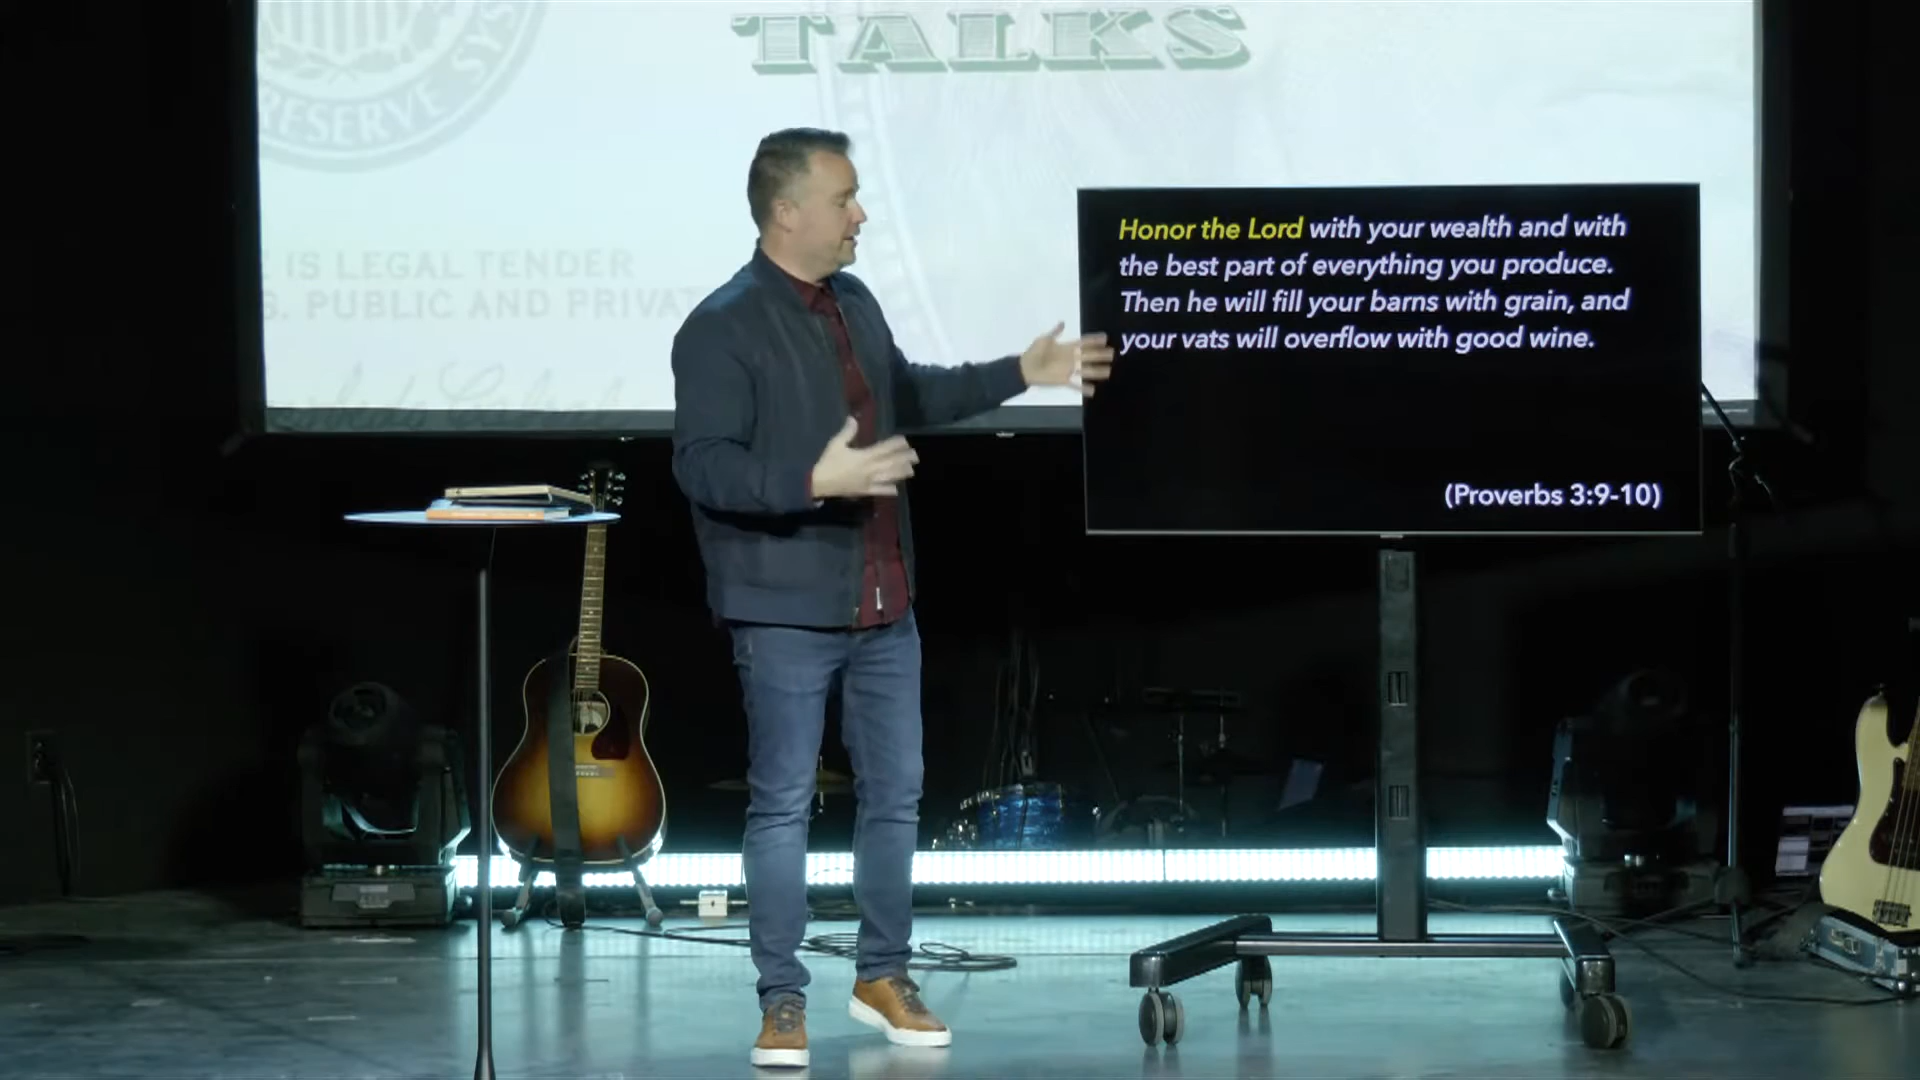 TALKS
RESERVE SYS
E IS LEGAL TENDER
S, PUBLIC AND PRIVAT
Honor the Lord with your wealth and with
the best part of everything you produce.
Then he will fill your barns with grain, and
your vats will overflow with good wine.
(Proverbs 3:9-10)